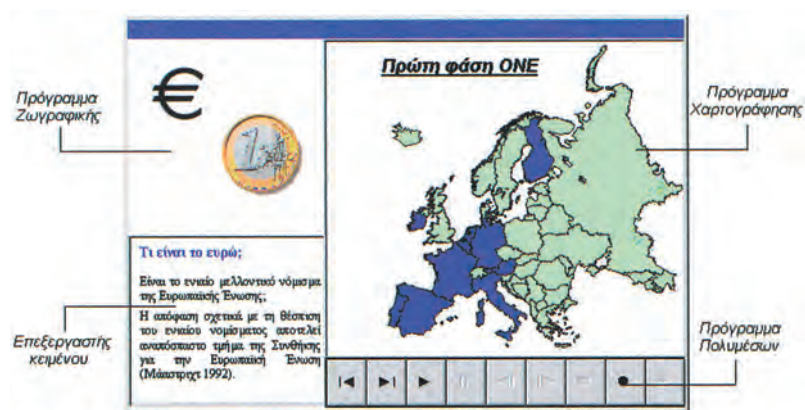 Πρόγραμμα
Ζωγραφικής
€
1
Πρώτη φάση ΟΝΕ
Πρόγραμμα
Χαρτογράφησης
Τι είναι το ευρώ;
Είναι το ενιαίο μελλοντικό νόμισμα
της Ευρωπαϊκής Ένωσης;
Η απόφαση σχετικά με τη θέσπιση
του ενιαίου νομίσματος αποτελεί
αναπόσπαστο τμήμα της Συνθήκης
για την Ευρωπαϊκή Ένωση
(Μάαστριχτ 1992).
Επεξεργαστής
κειμένου
Πρόγραμμα
Πολυμέσων